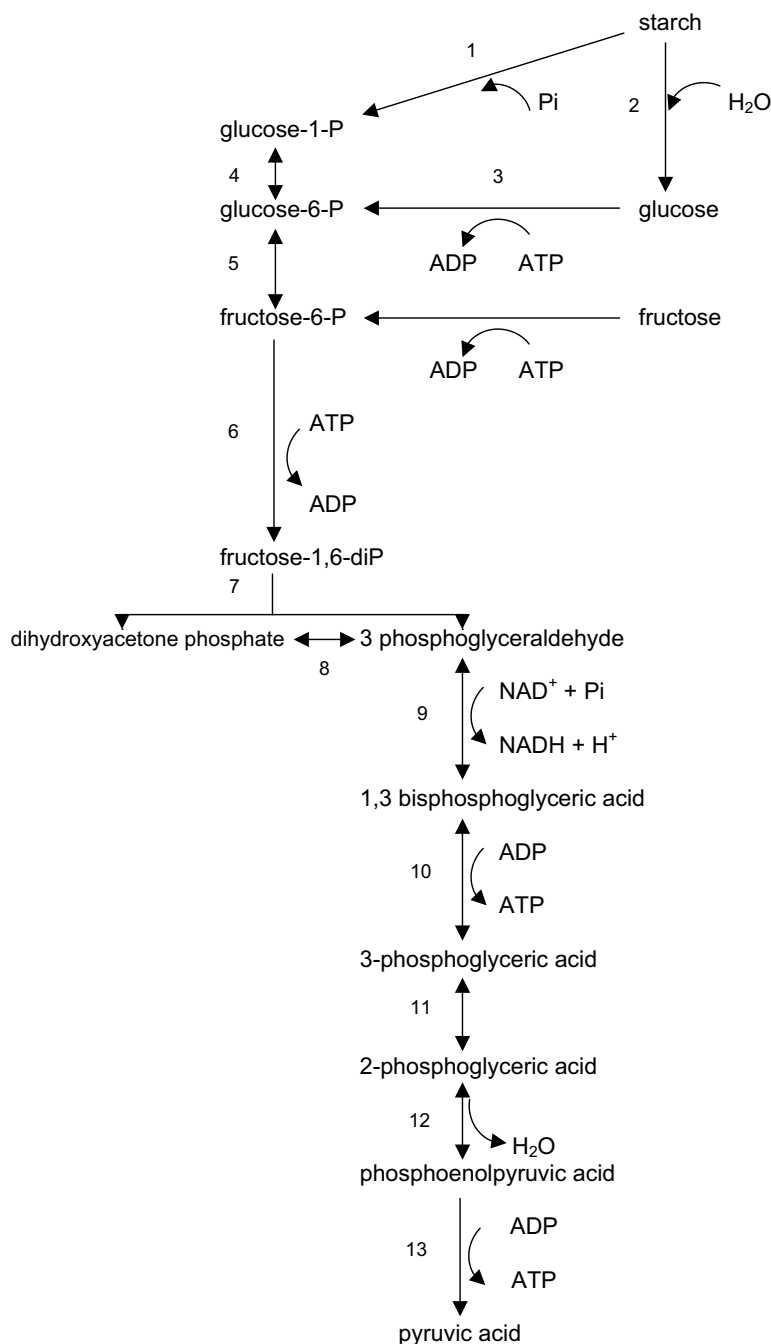 starch
1
Pi
2
H₂O
glucose-1-P
4
3
glucose-6-P
glucose
ADP
ATP
5
fructose-6-P
fructose
ADP
ATP
6
ATP
ADP
fructose-1,6-diP
7
dihydroxyacetone phosphate
3 phosphoglyceraldehyde
8
9
NAD⁺ + Pi
NADH + H⁺
1,3 bisphosphoglyceric acid
10
ADP
ATP
3-phosphoglyceric acid
11
2-phosphoglyceric acid
12
H₂O
phosphoenolpyruvic acid
13
ADP
ATP
pyruvic acid